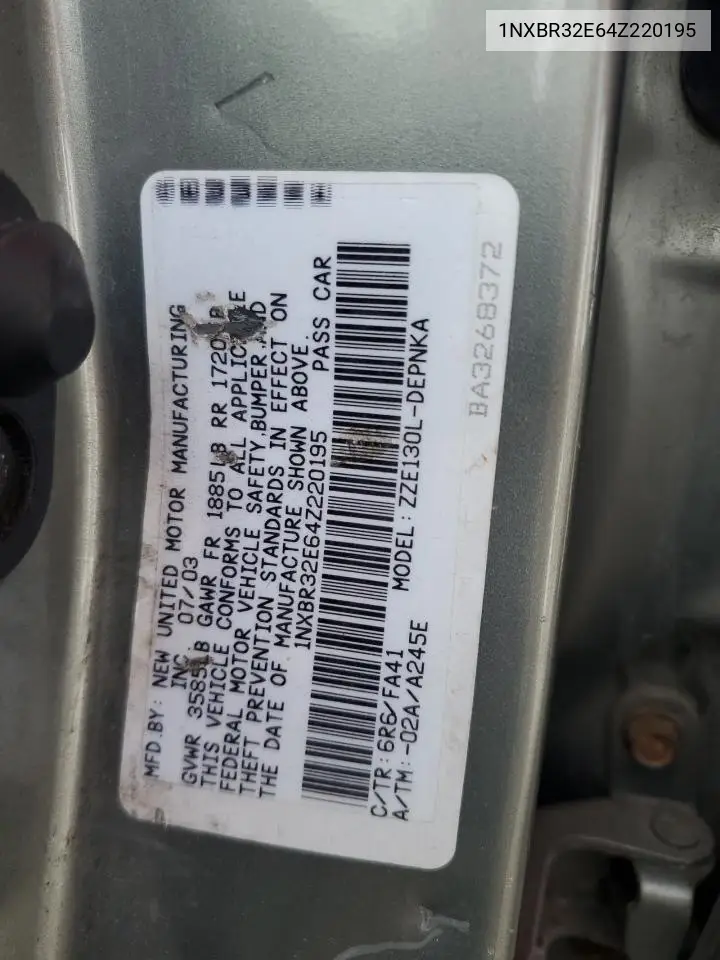 1NXBR32E64Z220195
MFD.BY: NEW UNITED MOTOR MANUFACTURING
INC 07/03
GVWR 3585LB GAWR FR 1885LB RR 1720
THIS VEHICLE CONFORMS TO ALL APPLICABLE
FEDERAL MOTOR VEHICLE SAFETY,BUMPER,AND
THEFT PREVENTION STANDARDS IN EFFECT ON
THE DATE OF MANUFACTURE SHOWN ABOVE.
1NXBR32E64Z220195 PASS CAR
C/TR:6R6/FA41 MODEL:ZZE130L-DEPNKA
A/TM:-02A/A245E
BA3268372